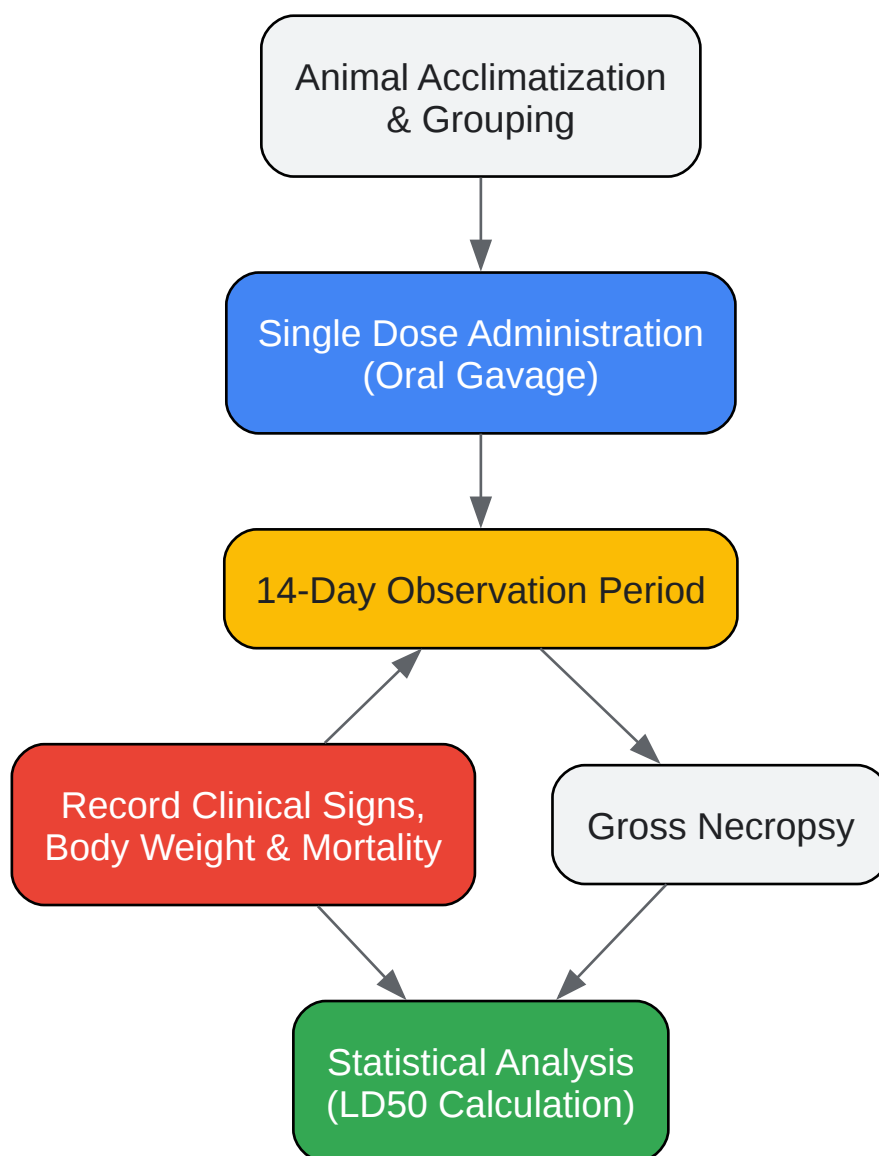 Animal Acclimatization
& Grouping
Single Dose Administration
(Oral Gavage)
14-Day Observation Period
Record Clinical Signs,
Body Weight & Mortality
Gross Necropsy
Statistical Analysis
(LD50 Calculation)